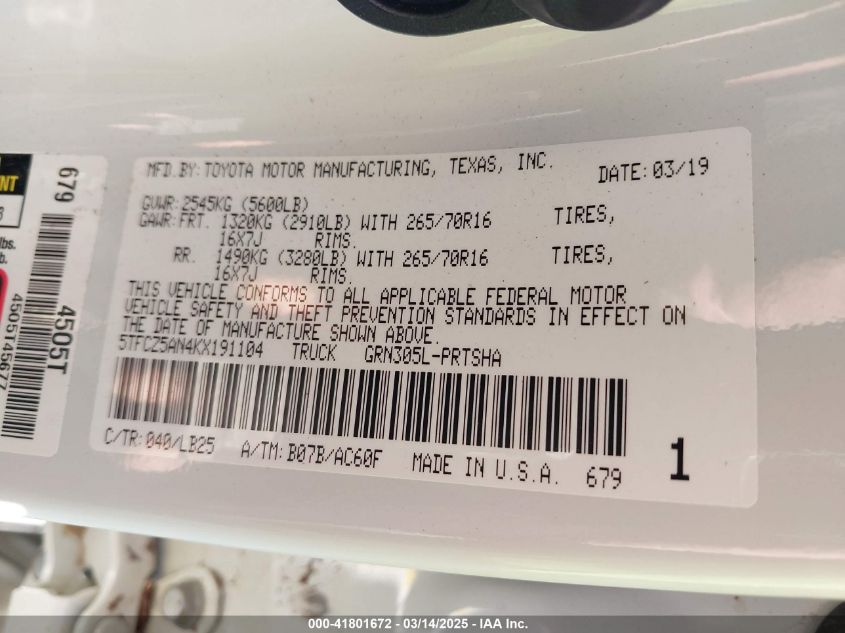 MFD.BY:TOYOTA MOTOR MANUFACTURING, TEXAS, INC. DATE:03/19
GVWR:2545KG (5600LB)
GAWR:FRT. 1320KG (2910LB) WITH 265/70R16 TIRES,
16X7J RIMS.
RR. 1490KG (3280LB) WITH 265/70R16 TIRES,
16X7J RIMS.
THIS VEHICLE CONFORMS TO ALL APPLICABLE FEDERAL MOTOR
VEHICLE SAFETY AND THEFT PREVENTION STANDARDS IN EFFECT ON
THE DATE OF MANUFACTURE SHOWN ABOVE.
5TFCZ5AN4KX191104 TRUCK GRN305L-PRTSHA
C/TR:040/LB25 A/TM:B07B/AC60F MADE IN U.S.A. 679 1
679
4505T
4505T45677
lbs.
000-41801672 - 03/14/2025 - IAA Inc.